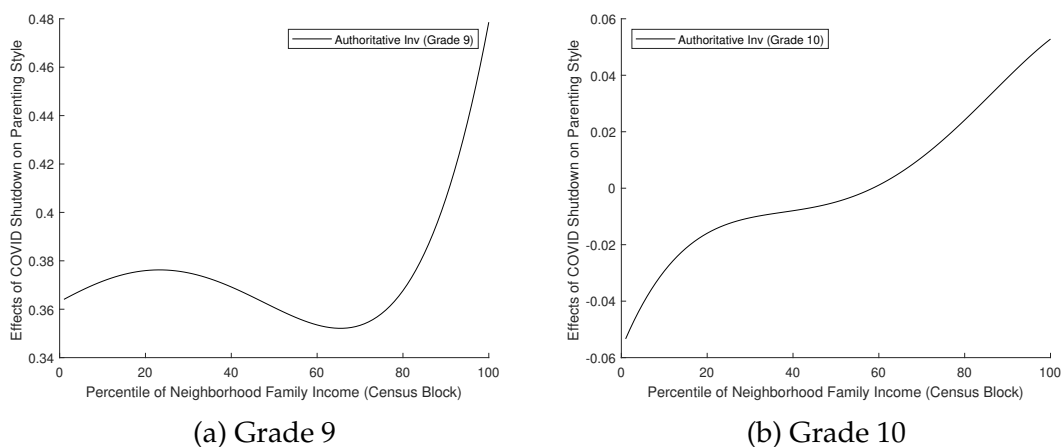 Effects of COVID Shutdown on Parenting Style
0.48
0.46
0.44
0.42
0.4
0.38
0.36
0.34
Authoritative Inv (Grade 9)
0 20 40 60 80 100
Percentile of Neighborhood Family Income (Census Block)
(a) Grade 9
Effects of COVID Shutdown on Parenting Style
0.06
0.04
0.02
0
-0.02
-0.04
-0.06
Authoritative Inv (Grade 10)
0 20 40 60 80 100
Percentile of Neighborhood Family Income (Census Block)
(b) Grade 10